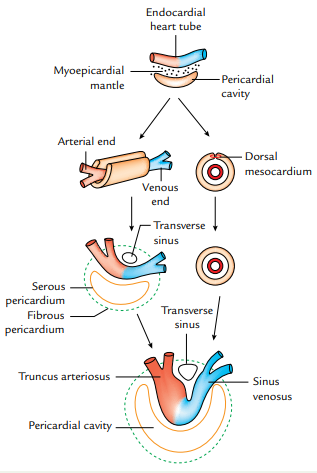 Endocardial
heart tube
Myoepicardial
mantle
Pericardial
cavity
Arterial end
Dorsal
mesocardium
Venous
end
Transverse
sinus
Serous
pericardium
Fibrous
pericardium
Transverse
sinus
Truncus arteriosus
Sinus
venosus
Pericardial cavity